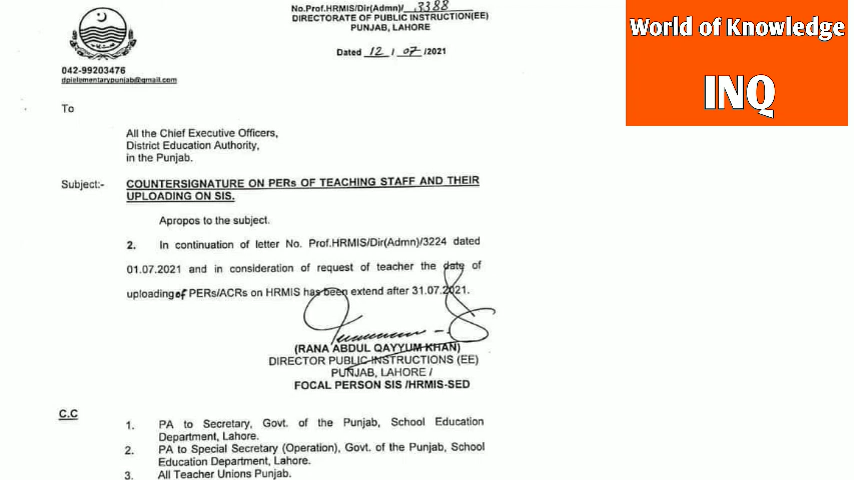 No.Prof.HRMIS/Dir(Admn)/ 3388
DIRECTORATE OF PUBLIC INSTRUCTION(EE)
PUNJAB, LAHORE
Dated 12 / 07 /2021
042-99203476
dpielementarypunjab@gmail.com
World of Knowledge
INQ
To
All the Chief Executive Officers,
District Education Authority,
in the Punjab.
Subject:- COUNTERSIGNATURE ON PERs OF TEACHING STAFF AND THEIR
UPLOADING ON SIS.
Apropos to the subject.
2. In continuation of letter No. Prof.HRMIS/Dir(Admn)/3224 dated
01.07.2021 and in consideration of request of teacher the date of
uploading of PERs/ACRs on HRMIS has been extend after 31.07.2021.
(RANA ABDUL QAYYUM KHAN)
DIRECTOR PUBLIC INSTRUCTIONS (EE)
PUNJAB, LAHORE /
FOCAL PERSON SIS /HRMIS-SED
C.C
1. PA to Secretary, Govt. of the Punjab, School Education
Department, Lahore.
2. PA to Special Secretary (Operation), Govt. of the Punjab, School
Education Department, Lahore.
3. All Teacher Unions Punjab.